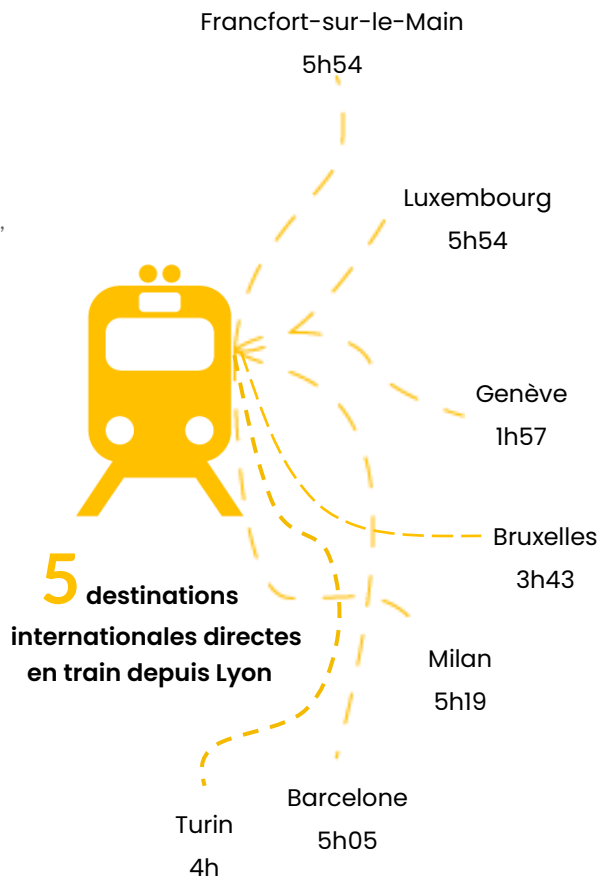 Francfort-sur-le-Main
5h54
Luxembourg
5h54
,
Genève
1h57
Bruxelles
3h43
5 destinations
internationales directes
en train depuis Lyon
Milan
5h19
Barcelone
5h05
Turin
4h